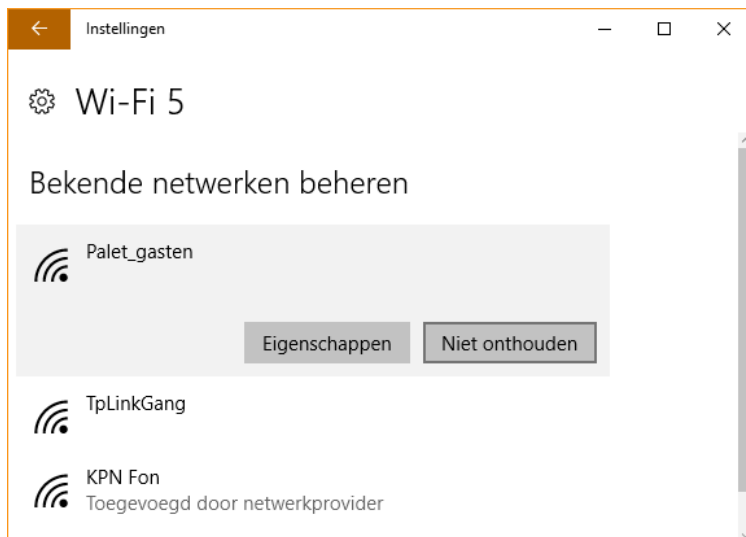 Instellingen
Wi-Fi 5
Bekende netwerken beheren
Palet_gasten
Eigenschappen Niet onthouden
TpLinkGang
KPN Fon
Toegevoegd door netwerkprovider